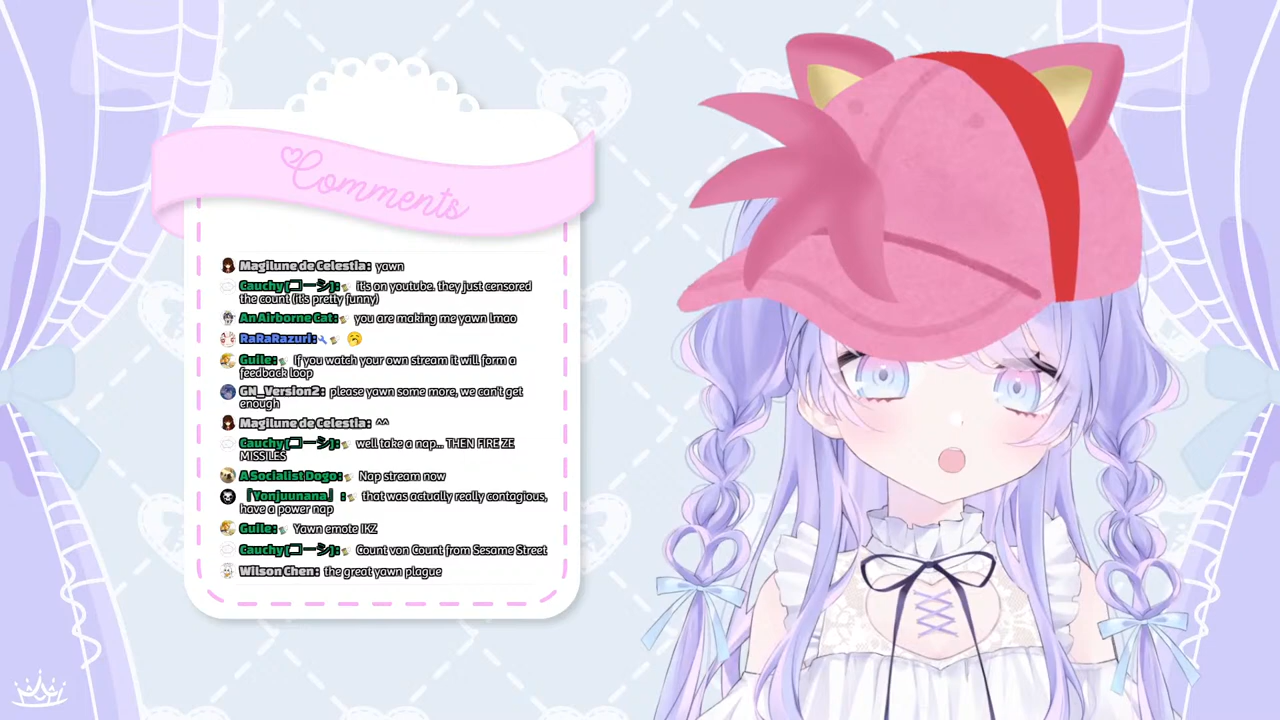 Comments
Magilune de Celestia: yawn
Cauchy(コーシ): it's on youtube. they just censored
the count (it's pretty funny)
An Airborne Cat: you are making me yawn lmao
RaRaRazuri:
Guile: If you watch your own stream it will form a
feedback loop
GN_Version2: please yawn some more, we can't get
enough
Magilune de Celestia: ^^
Cauchy(コーシ): well take a nap... THEN FIRE ZE
MISSILES
A Socialist Dogo: Nap stream now
「Yonjuunana」: that was actually really contagious,
have a power nap
Guile: Yawn emote IKZ
Cauchy(コーシ): Count von Count from Sesame Street
Wilson Chen: the great yawn plague